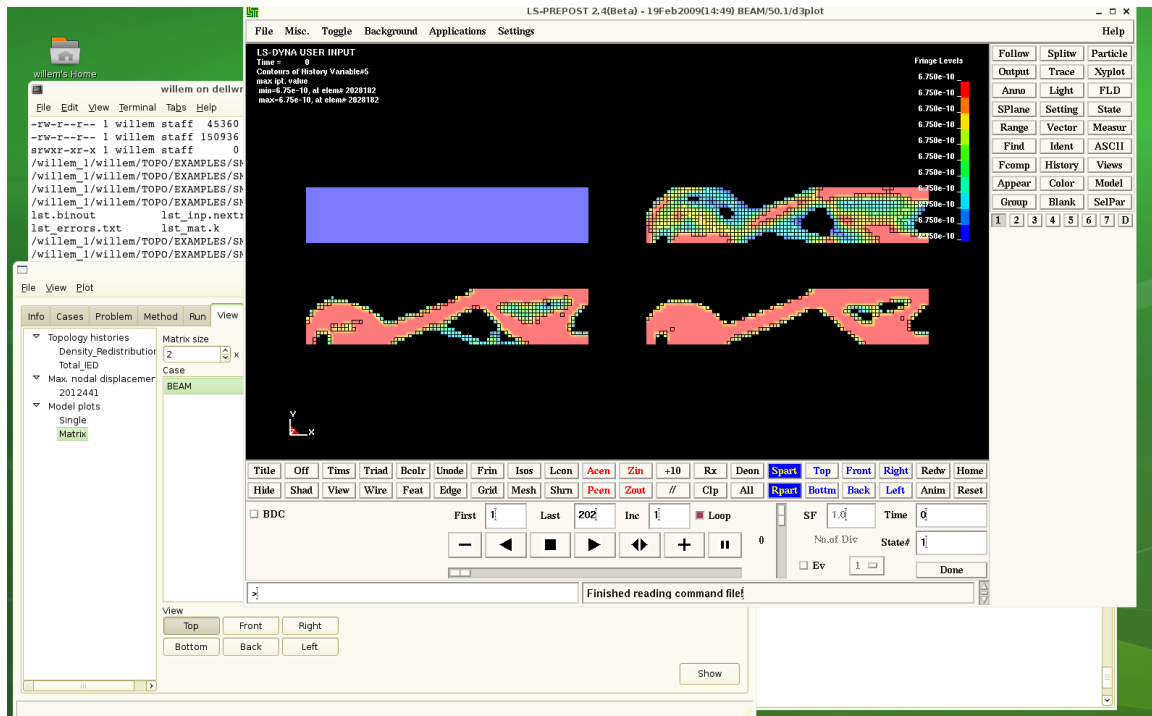 LS-PREPOST 2.4(Beta) - 19Feb2009(14:49) BEAM/50.1/d3plot
File Misc. Toggle Background Applications Settings Help
willem's Home
willem on dellwr
File Edit View Terminal Tabs Help
-rw-r--r-- 1 willem staff 45360
-rw-r--r-- 1 willem staff 150936
srwxr-xr-x 1 willem staff 0
/willem_1/willem/TOPO/EXAMPLES/SM
/willem_1/willem/TOPO/EXAMPLES/SM
/willem_1/willem/TOPO/EXAMPLES/SM
/willem_1/willem/TOPO/EXAMPLES/SM
/willem_1/willem/TOPO/EXAMPLES/SM
lst.binout lst_inp.nextr
lst_errors.txt lst_mat.k
/willem_1/willem/TOPO/EXAMPLES/SM
/willem_1/willem/TOPO/EXAMPLES/SM
File View Plot
Info Cases Problem Method Run View
Topology histories
Density_Redistribution
Total_IED
Max. nodal displacemen
2012441
Model plots
Single
Matrix
Matrix size
2 x
Case
BEAM
View
Top Front Right
Bottom Back Left
Show
LS-DYNA USER INPUT
Time = 0
Contours of History Variable#5
max ipt. value
min=6.75e-10, at elem# 2028182
max=6.75e-10, at elem# 2028182
Fringe Levels
6.750e-10
6.750e-10
6.750e-10
6.750e-10
6.750e-10
6.750e-10
6.750e-10
6.750e-10
6.750e-10
6.750e-10
6.750e-10
Y
Z X
Follow Splitw Particle
Output Trace Xyplot
Anno Light FLD
SPlane Setting State
Range Vector Measur
Find Ident ASCII
Fcomp History Views
Appear Color Model
Group Blank SelPar
1 2 3 4 5 6 7 D
Title Off Tims Triad Bcolr Unode Frin Isos Lcon Acen Zin +10 Rx Deon Spart Top Front Right Redw Home
Hide Shad View Wire Feat Edge Grid Mesh Shrn Pcen Zout // Clp All Rpart Bottm Back Left Anim Reset
BDC First 1 Last 202 Inc 1 Loop SF 1.0 Time 0
0 No.of Div State# 1
Ev 1 Done
> Finished reading command file!